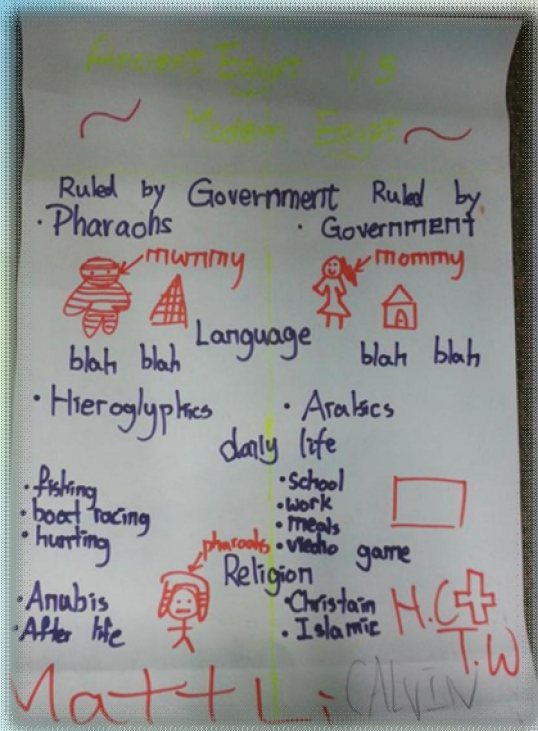 Ancient Egypt VS
Modern Egypt
Ruled by Government Ruled by
· Pharaohs · Government
mummy mommy
Language
blah blah blah blah
· Hieroglyphics · Arabics
daily life
· fishing · school
· boat racing · work
· hunting · meals
· viedho game
pharaohs
Religion
· Anubis · Christain
· After life · Islamic
H.C
T.W
Matt Li CALVIN